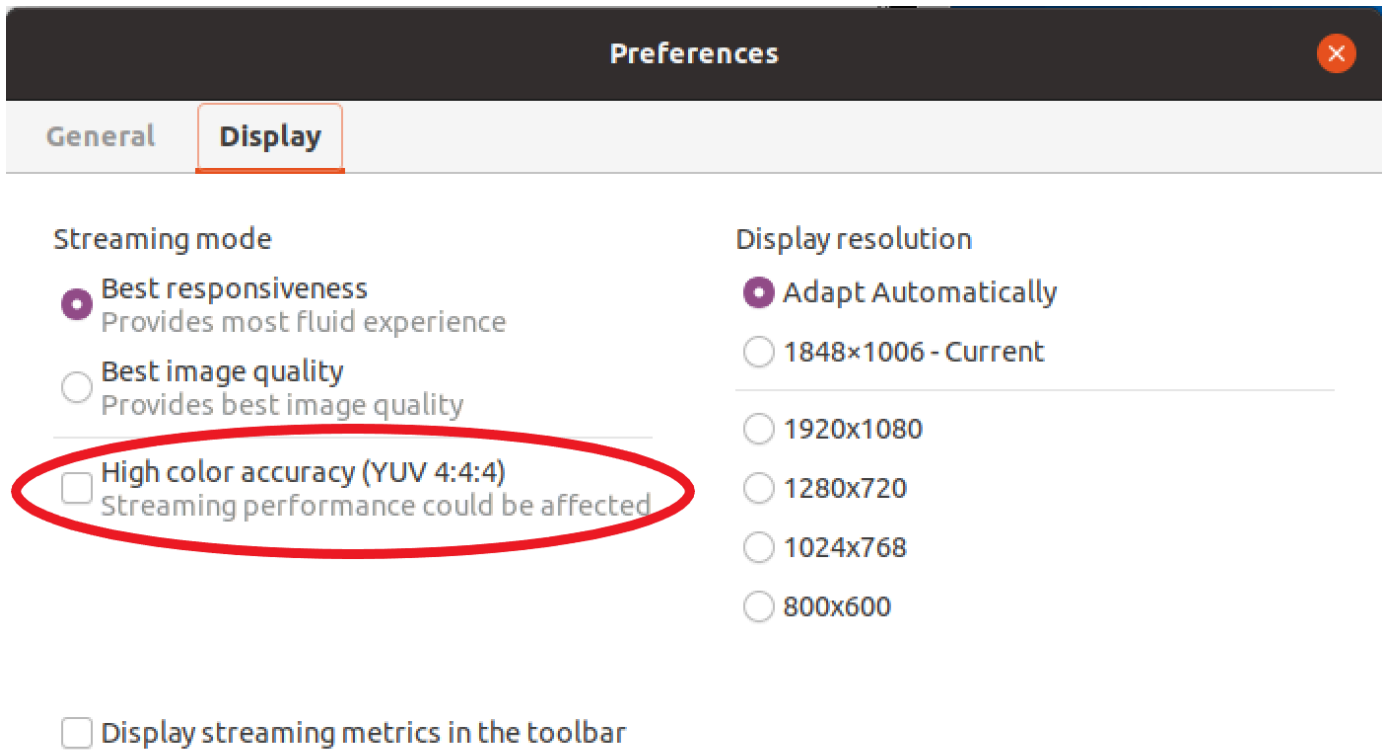 Preferences
General
Display
Streaming mode
Best responsiveness
Provides most fluid experience
Best image quality
Provides best image quality
High color accuracy (YUV 4:4:4)
Streaming performance could be affected
Display streaming metrics in the toolbar
Display resolution
Adapt Automatically
1848×1006 - Current
1920x1080
1280x720
1024x768
800x600